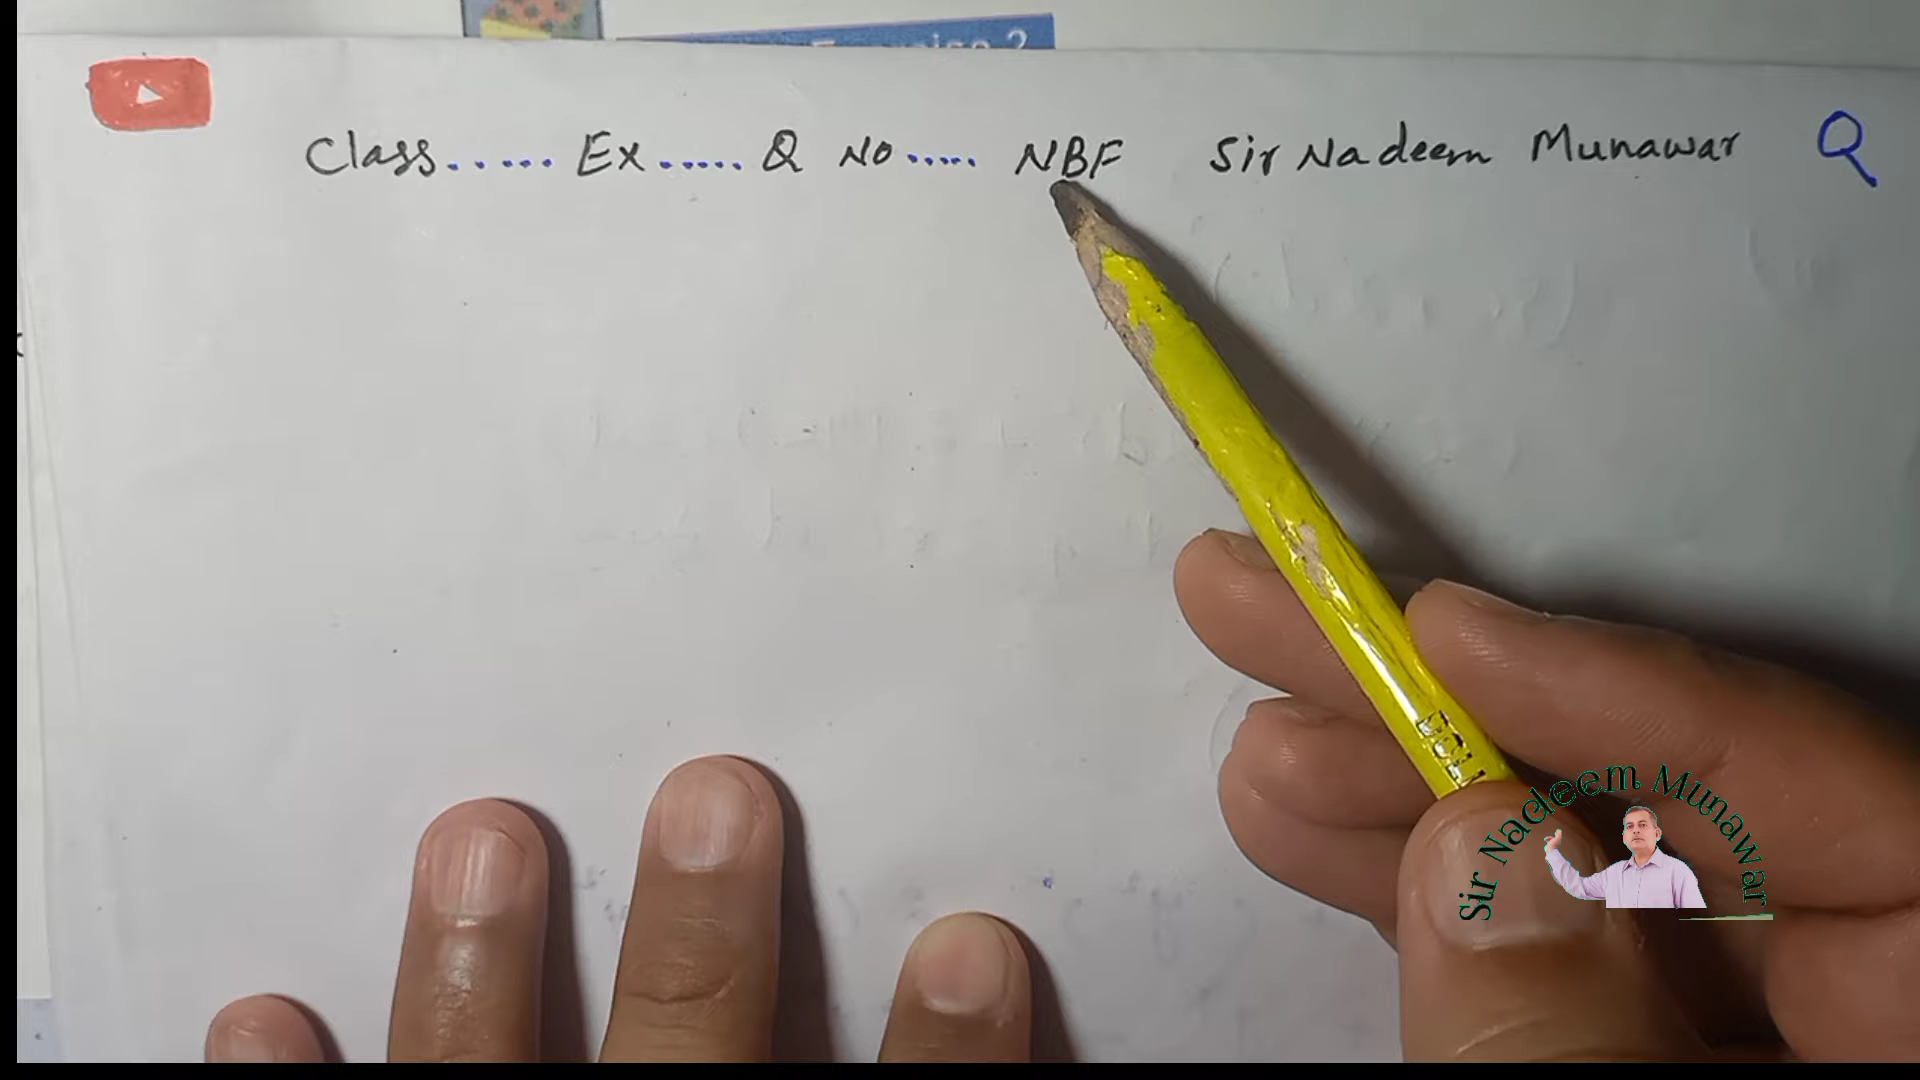 Class...... Ex..... Q No..... NBF Sir Nadeem Munawar Q
Sir Nadeem Munawar